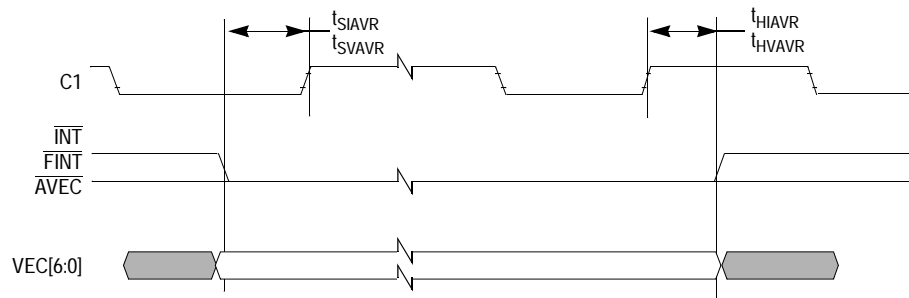 tSIAVR
tSVAVR
tHIAVR
tHVAVR
C1
INT
FINT
AVEC
VEC[6:0]